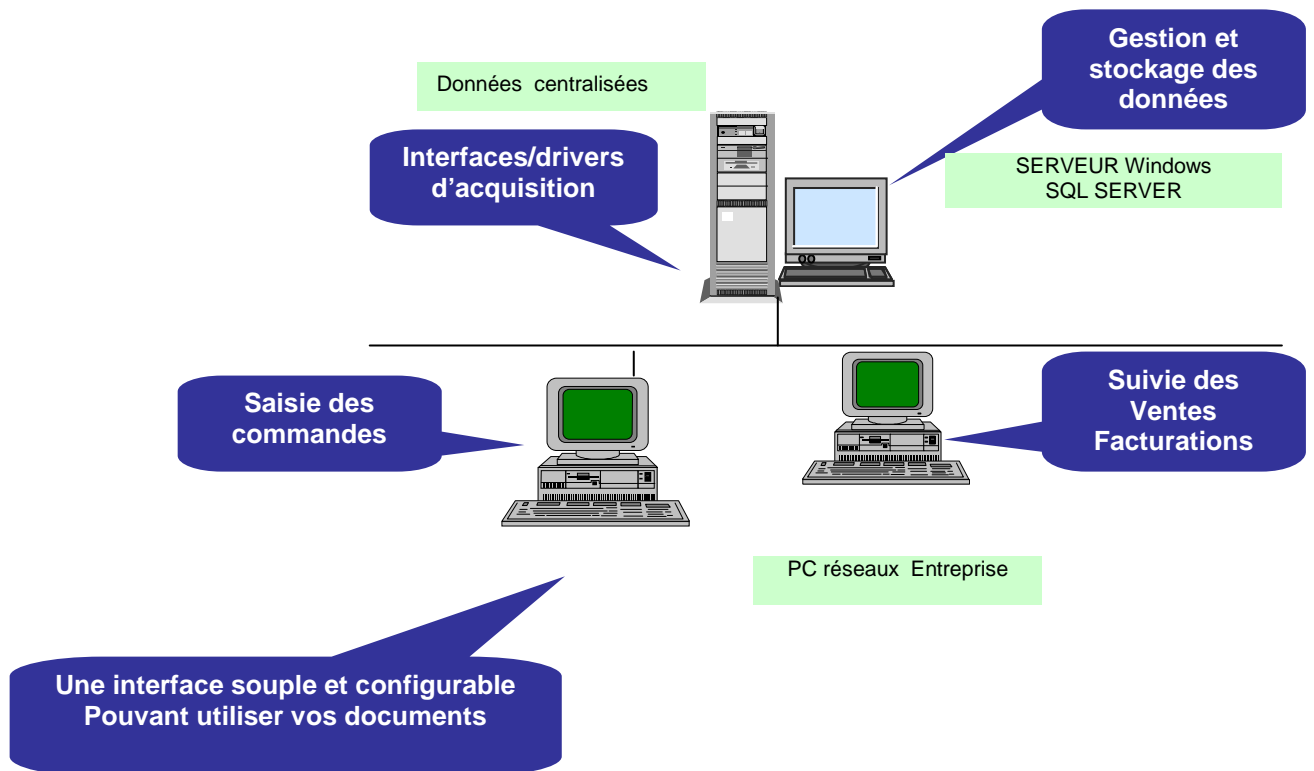 Gestion et
stockage des
données
Données centralisées
Interfaces/drivers
d’acquisition
SERVEUR Windows
SQL SERVER
Saisie des
commandes
Suivie des
Ventes
Facturations
PC réseaux Entreprise
Une interface souple et configurable
Pouvant utiliser vos documents